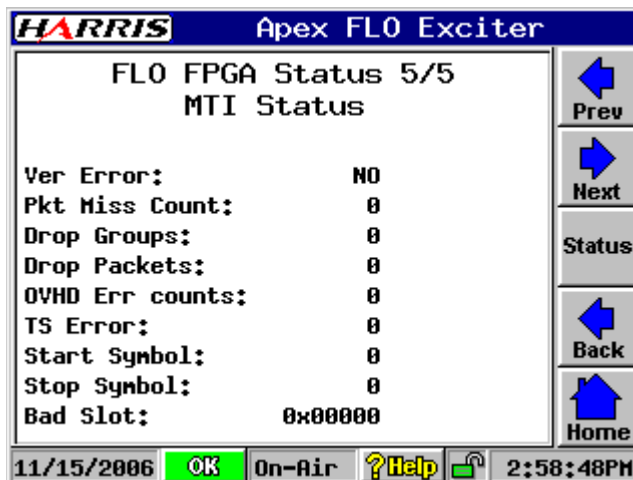 HARRIS Apex FLO Exciter
FLO FPGA Status 5/5
MTI Status
Ver Error: NO
Pkt Miss Count: 0
Drop Groups: 0
Drop Packets: 0
OVHD Err counts: 0
TS Error: 0
Start Symbol: 0
Stop Symbol: 0
Bad Slot: 0x00000
Prev
Next
Status
Back
Home
11/15/2006 OK On-Air ?Help 2:58:48PM